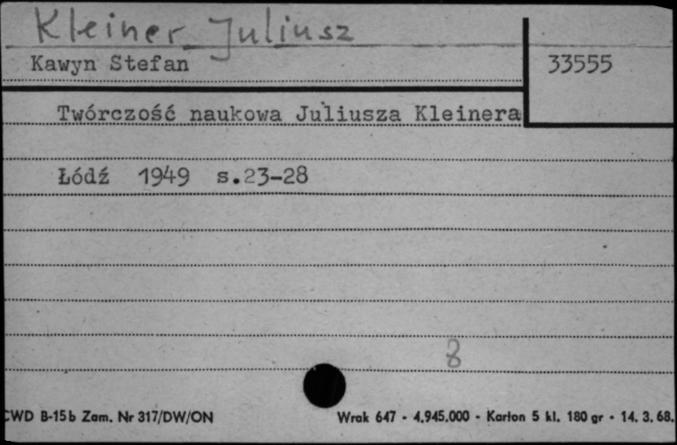 Kleiner Juliusz
Kawyn Stefan
33555
Twórczość naukowa Juliusza Kleinera
Łódź 1949 s.23-28
8
CWD B-15b Zam. Nr 317/DW/ON
Wrak 647 - 4.945.000 - Karton 5 kl. 180 gr - 14. 3. 68.